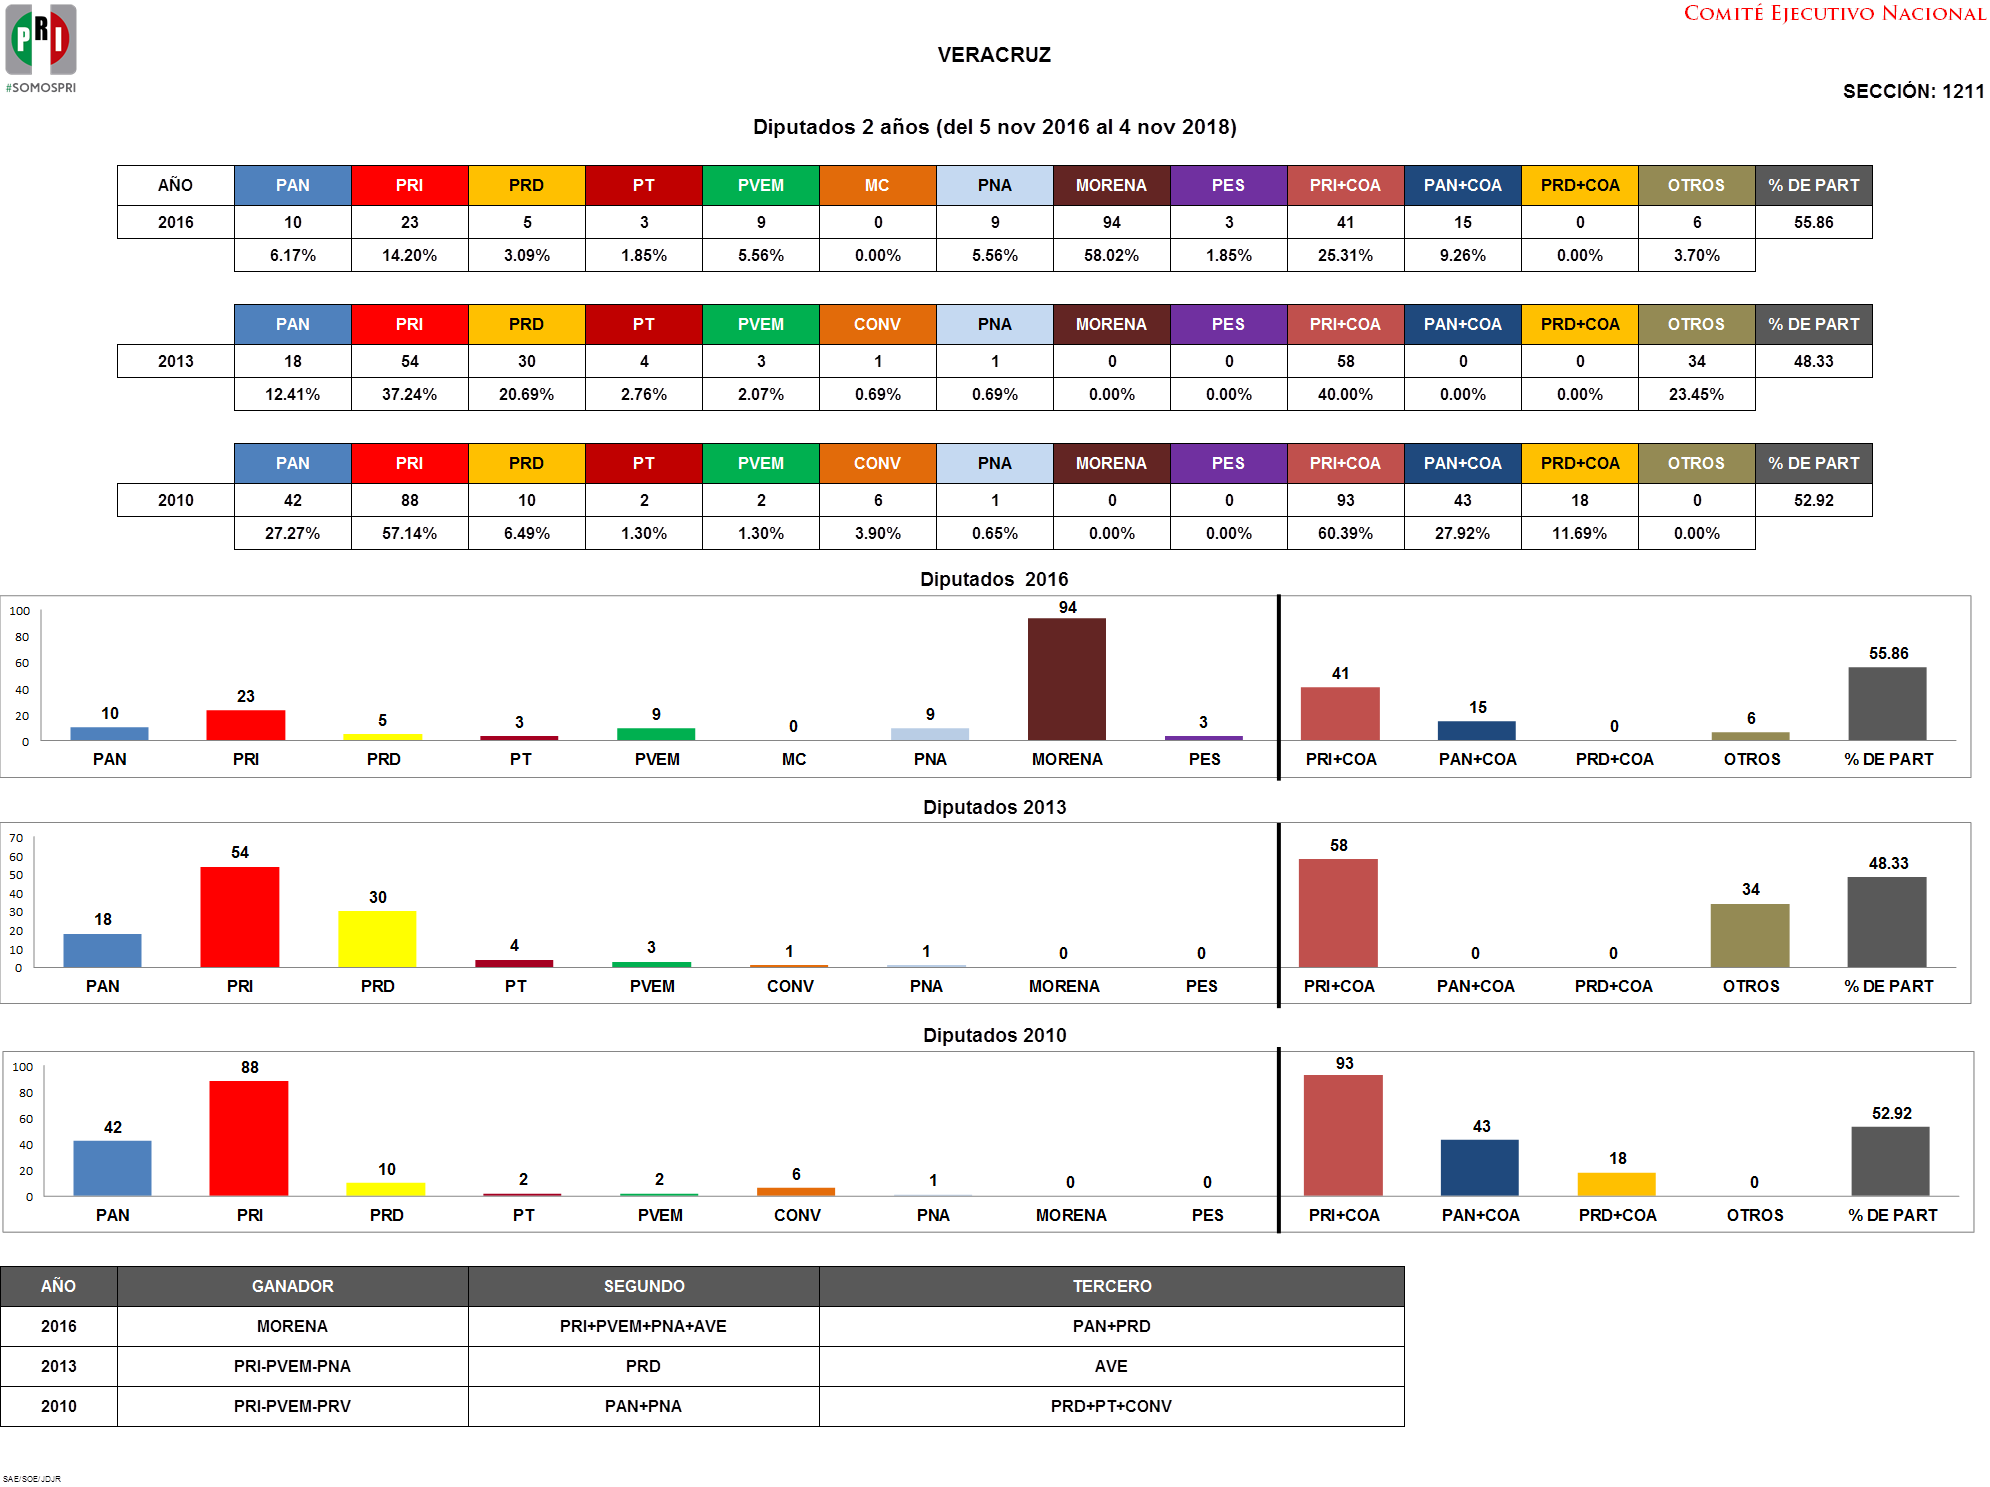 COMITÉ EJECUTIVO NACIONAL
PRI
#SOMOSPRI
VERACRUZ
SECCIÓN: 1211
Diputados 2 años (del 5 nov 2016 al 4 nov 2018)
AÑO PAN PRI PRD PT PVEM MC PNA MORENA PES PRI+COA PAN+COA PRD+COA OTROS % DE PART
2016 10 23 5 3 9 0 9 94 3 41 15 0 6 55.86
6.17% 14.20% 3.09% 1.85% 5.56% 0.00% 5.56% 58.02% 1.85% 25.31% 9.26% 0.00% 3.70%
PAN PRI PRD PT PVEM CONV PNA MORENA PES PRI+COA PAN+COA PRD+COA OTROS % DE PART
2013 18 54 30 4 3 1 1 0 0 58 0 0 34 48.33
12.41% 37.24% 20.69% 2.76% 2.07% 0.69% 0.69% 0.00% 0.00% 40.00% 0.00% 0.00% 23.45%
PAN PRI PRD PT PVEM CONV PNA MORENA PES PRI+COA PAN+COA PRD+COA OTROS % DE PART
2010 42 88 10 2 2 6 1 0 0 93 43 18 0 52.92
27.27% 57.14% 6.49% 1.30% 1.30% 3.90% 0.65% 0.00% 0.00% 60.39% 27.92% 11.69% 0.00%
Diputados 2016
100
80
60
40
20
0
10 23 5 3 9 0 9 94 3 41 15 0 6 55.86
PAN PRI PRD PT PVEM MC PNA MORENA PES PRI+COA PAN+COA PRD+COA OTROS % DE PART
Diputados 2013
70
60
50
40
30
20
10
0
18 54 30 4 3 1 1 0 0 58 0 0 34 48.33
PAN PRI PRD PT PVEM CONV PNA MORENA PES PRI+COA PAN+COA PRD+COA OTROS % DE PART
Diputados 2010
100
80
60
40
20
0
42 88 10 2 2 6 1 0 0 93 43 18 0 52.92
PAN PRI PRD PT PVEM CONV PNA MORENA PES PRI+COA PAN+COA PRD+COA OTROS % DE PART
AÑO GANADOR SEGUNDO TERCERO
2016 MORENA PRI+PVEM+PNA+AVE PAN+PRD
2013 PRI-PVEM-PNA PRD AVE
2010 PRI-PVEM-PRV PAN+PNA PRD+PT+CONV
SAE/SOE/JDJR